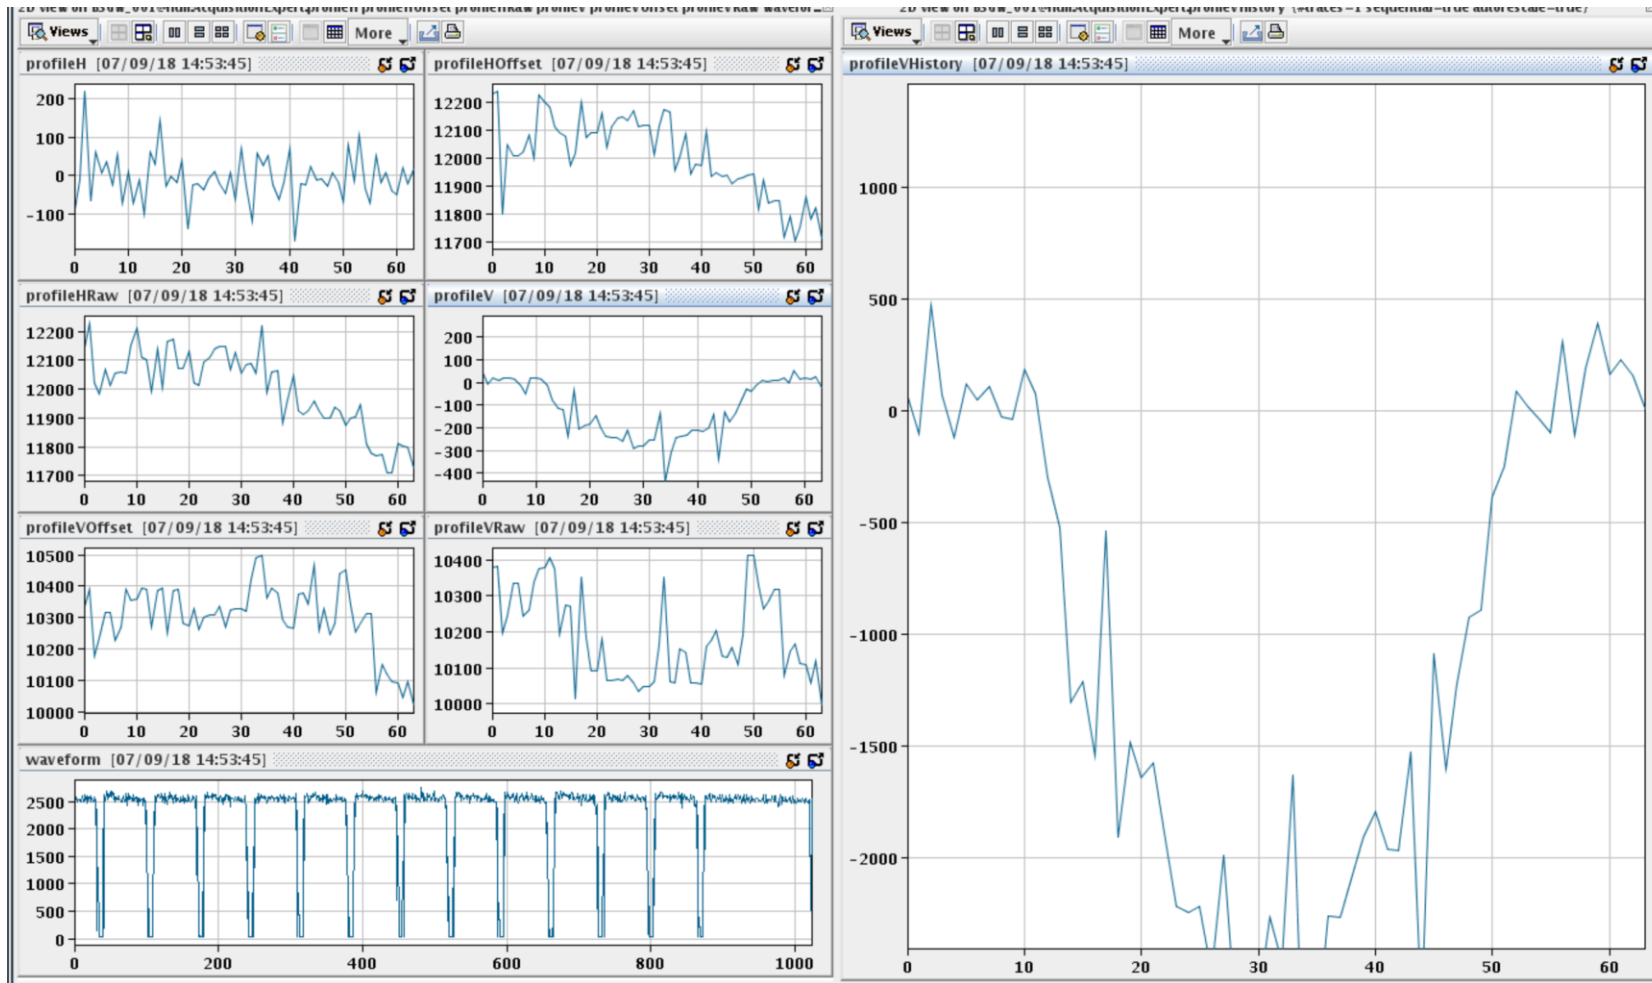 Views More
profileH [07/09/18 14:53:45]
200
100
0
-100
0 10 20 30 40 50 60
profileHOffset [07/09/18 14:53:45]
12200
12100
12000
11900
11800
11700
0 10 20 30 40 50 60
profileHRaw [07/09/18 14:53:45]
12200
12100
12000
11900
11800
11700
0 10 20 30 40 50 60
profileV [07/09/18 14:53:45]
200
100
0
-100
-200
-300
-400
0 10 20 30 40 50 60
profileVOffset [07/09/18 14:53:45]
10500
10400
10300
10200
10100
10000
0 10 20 30 40 50 60
profileVRaw [07/09/18 14:53:45]
10400
10300
10200
10100
10000
0 10 20 30 40 50 60
waveform [07/09/18 14:53:45]
2500
2000
1500
1000
500
0
0 200 400 600 800 1000
Views More
profileVHistory [07/09/18 14:53:45]
1000
500
0
-500
-1000
-1500
-2000
0 10 20 30 40 50 60